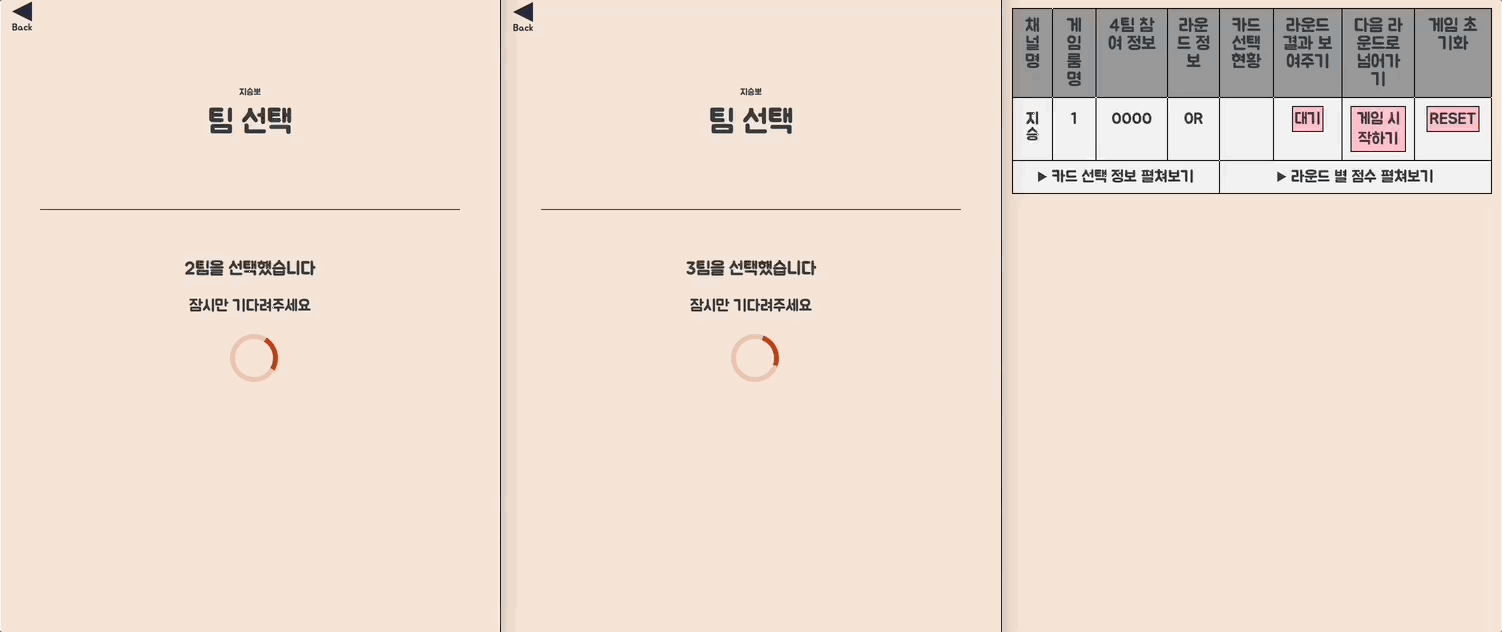 Back
지승뽀
팀 선택
2팀을 선택했습니다
잠시만 기다려주세요
Back
지승뽀
팀 선택
3팀을 선택했습니다
잠시만 기다려주세요
채
널
명
게
임
룸
명
4팀 참
여 정보
라운
드 정
보
카드
선택
현황
라운드
결과 보
여주기
다음 라
운드로
넘어가
기
게임 초
기화
지
승
1
0000
0R
대기
게임 시
작하기
RESET
▶ 카드 선택 정보 펼쳐보기
▶ 라운드 별 점수 펼쳐보기